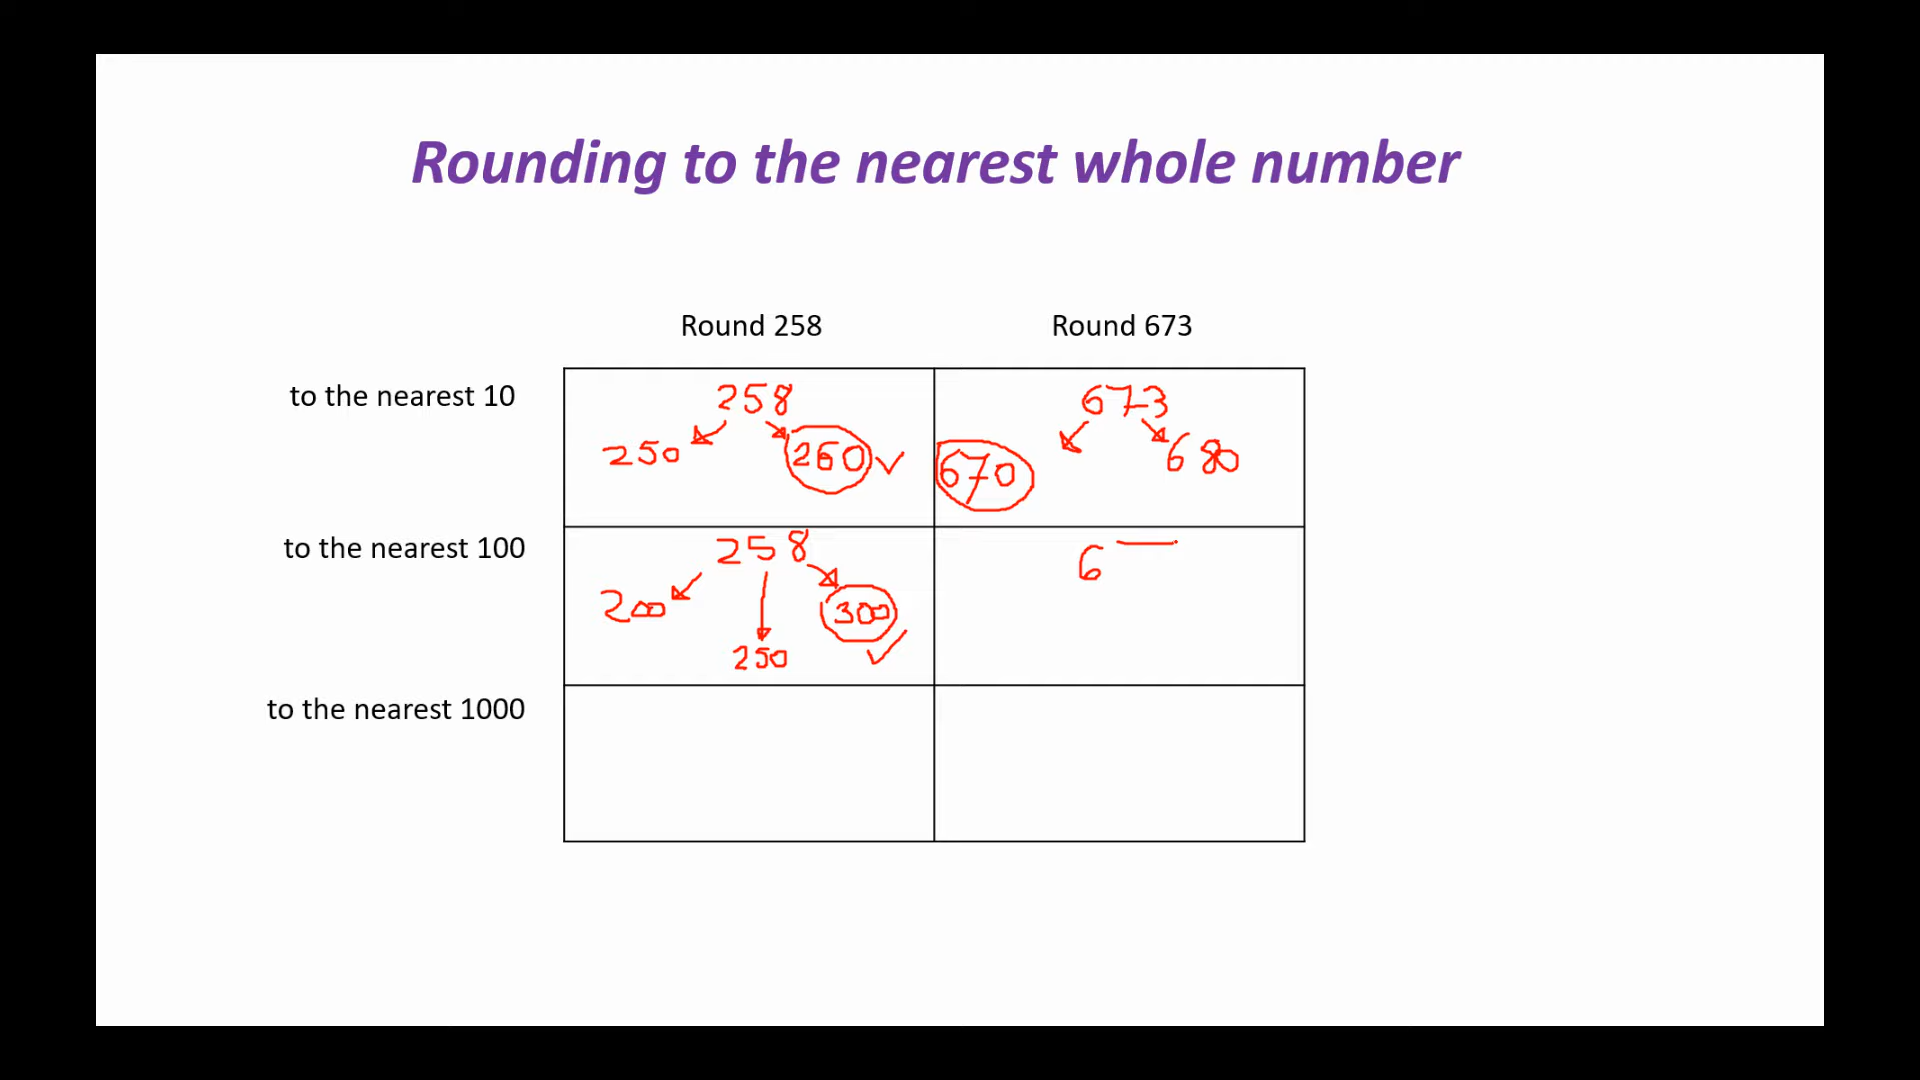 Rounding to the nearest whole number
Round 258 Round 673
to the nearest 10 258 673
250 260 670 680
to the nearest 100 258 6
200 300
250
to the nearest 1000